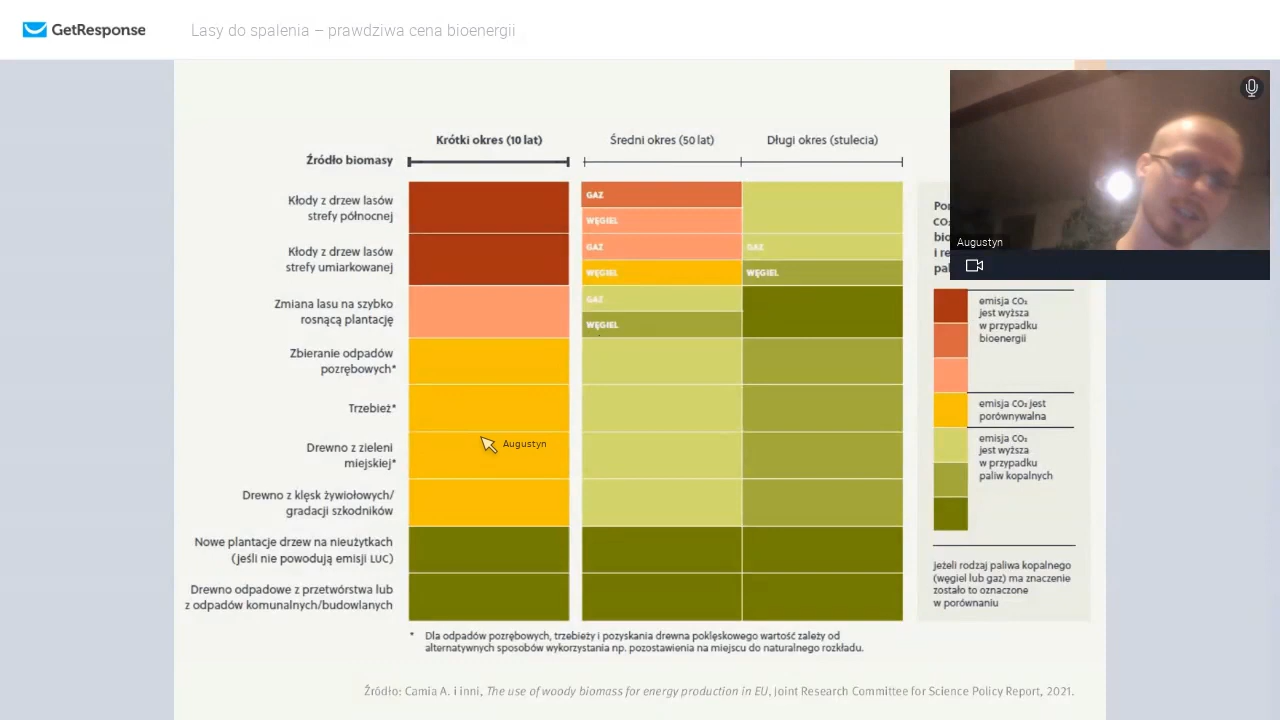 GetResponse
Lasy do spalenia – prawdziwa cena bioenergii
Krótki okres (10 lat)
Średni okres (50 lat)
Długi okres (stulecia)
Źródło biomasy
Kłody z drzew lasów
strefy północnej
GAZ
WĘGIEL
Kłody z drzew lasów
strefy umiarkowanej
GAZ
GAZ
WĘGIEL
WĘGIEL
Zmiana lasu na szybko
rosnącą plantację
GAZ
WĘGIEL
Zbieranie odpadów
pozrębowych*
Trzebież*
Drewno z zieleni
miejskiej*
Augustyn
Drewno z klęsk żywiołowych/
gradacji szkodników
Nowe plantacje drzew na nieużytkach
(jeśli nie powodują emisji LUC)
Drewno odpadowe z przetwórstwa lub
z odpadów komunalnych/budowlanych
Augustyn
emisja CO₂
jest wyższa
w przypadku
bioenergii
emisja CO₂ jest
porównywalna
emisja CO₂
jest wyższa
w przypadku
paliw kopalnych
jeżeli rodzaj paliwa kopalnego
(węgiel lub gaz) ma znaczenie
zostało to oznaczone
w porównaniu
* Dla odpadów pozrębowych, trzebieży i pozyskania drewna poklęskowego wartość zależy od
alternatywnych sposobów wykorzystania np. pozostawienia na miejscu do naturalnego rozkładu.
Źródło: Camia A. i inni, The use of woody biomass for energy production in EU, Joint Research Committee for Science Policy Report, 2021.